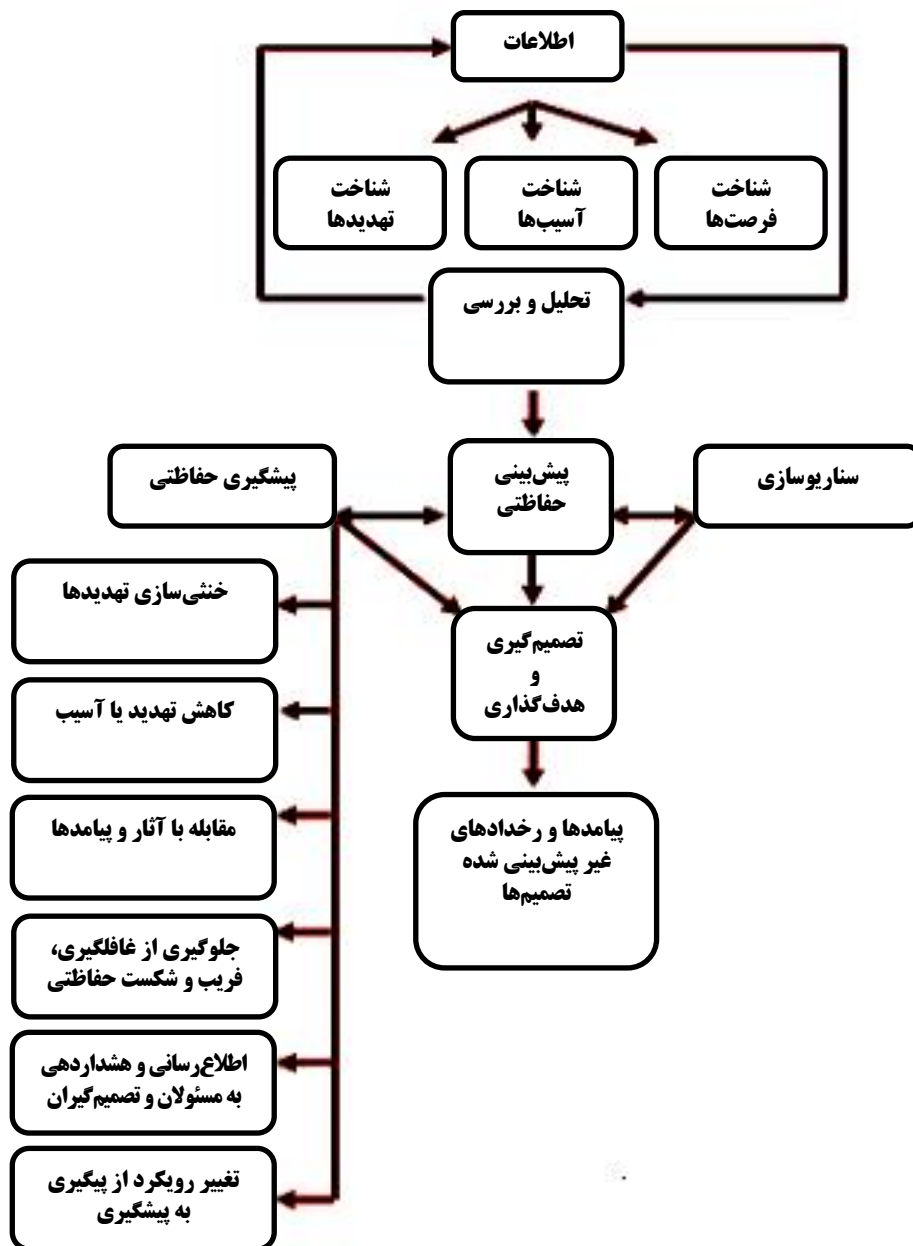 اطلاعات
شناخت
فرصت‌ها
شناخت
آسیب‌ها
شناخت
تهدیدها
تحلیل و بررسی
سناریوسازی
پیش‌بینی
حفاظتی
پیشگیری حفاظتی
تصمیم‌گیری
و
هدف‌گذاری
پیامدها و رخدادهای
غیر پیش‌بینی شده
تصمیم‌ها
خنثی‌سازی تهدیدها
کاهش تهدید یا آسیب
مقابله با آثار و پیامدها
جلوگیری از غافلگیری،
فریب و شکست حفاظتی
اطلاع‌رسانی و هشداردهی
به مسئولان و تصمیم‌گیران
تغییر رویکرد از پیگیری
به پیشگیری